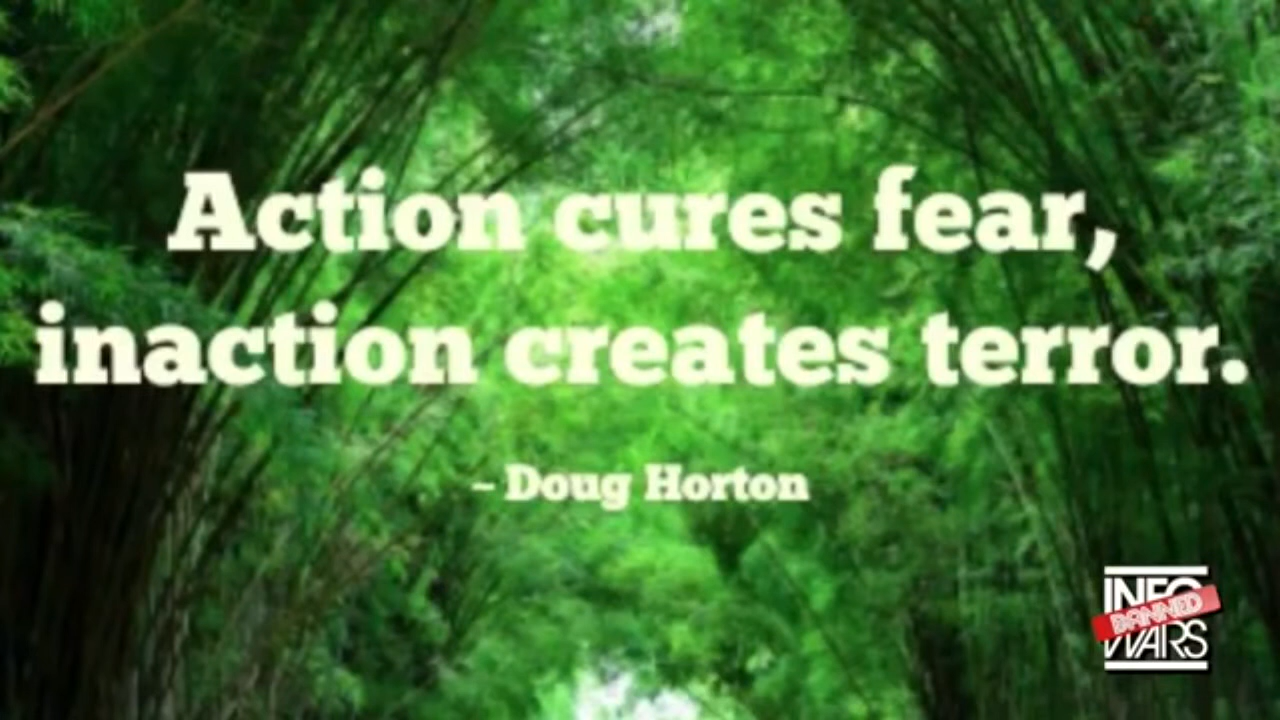 Action cures fear,
inaction creates terror.
– Doug Horton
INFO
BANNED
WARS